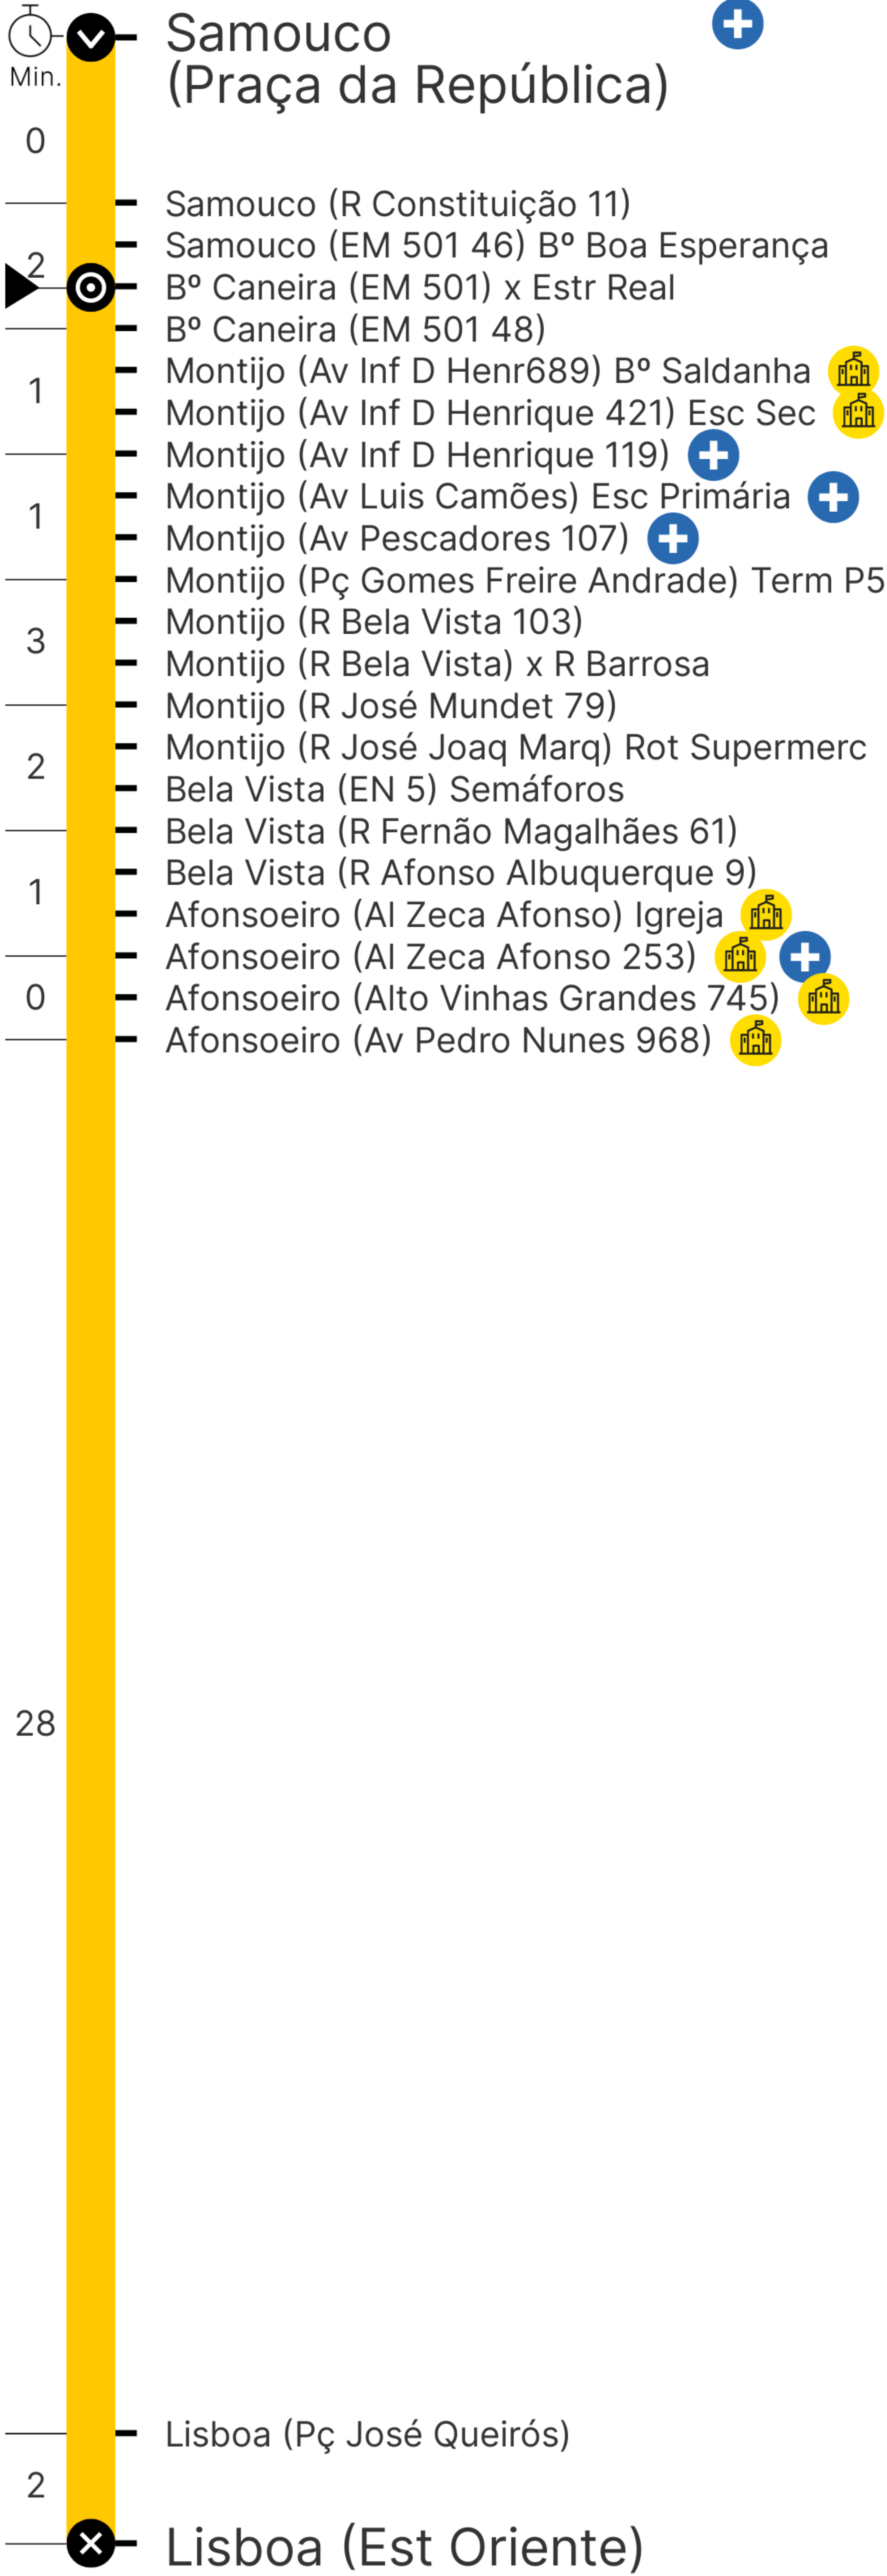 Samouco
(Praça da República)
Min.
0
Samouco (R Constituição 11)
Samouco (EM 501 46) Bº Boa Esperança
2
Bº Caneira (EM 501) x Estr Real
Bº Caneira (EM 501 48)
Montijo (Av Inf D Henr689) Bº Saldanha
1
Montijo (Av Inf D Henrique 421) Esc Sec
Montijo (Av Inf D Henrique 119)
Montijo (Av Luis Camões) Esc Primária
1
Montijo (Av Pescadores 107)
Montijo (Pç Gomes Freire Andrade) Term P5
Montijo (R Bela Vista 103)
3
Montijo (R Bela Vista) x R Barrosa
Montijo (R José Mundet 79)
Montijo (R José Joaq Marq) Rot Supermerc
2
Bela Vista (EN 5) Semáforos
Bela Vista (R Fernão Magalhães 61)
Bela Vista (R Afonso Albuquerque 9)
1
Afonsoeiro (Al Zeca Afonso) Igreja
Afonsoeiro (Al Zeca Afonso 253)
0
Afonsoeiro (Alto Vinhas Grandes 745)
Afonsoeiro (Av Pedro Nunes 968)
28
Lisboa (Pç José Queirós)
2
Lisboa (Est Oriente)